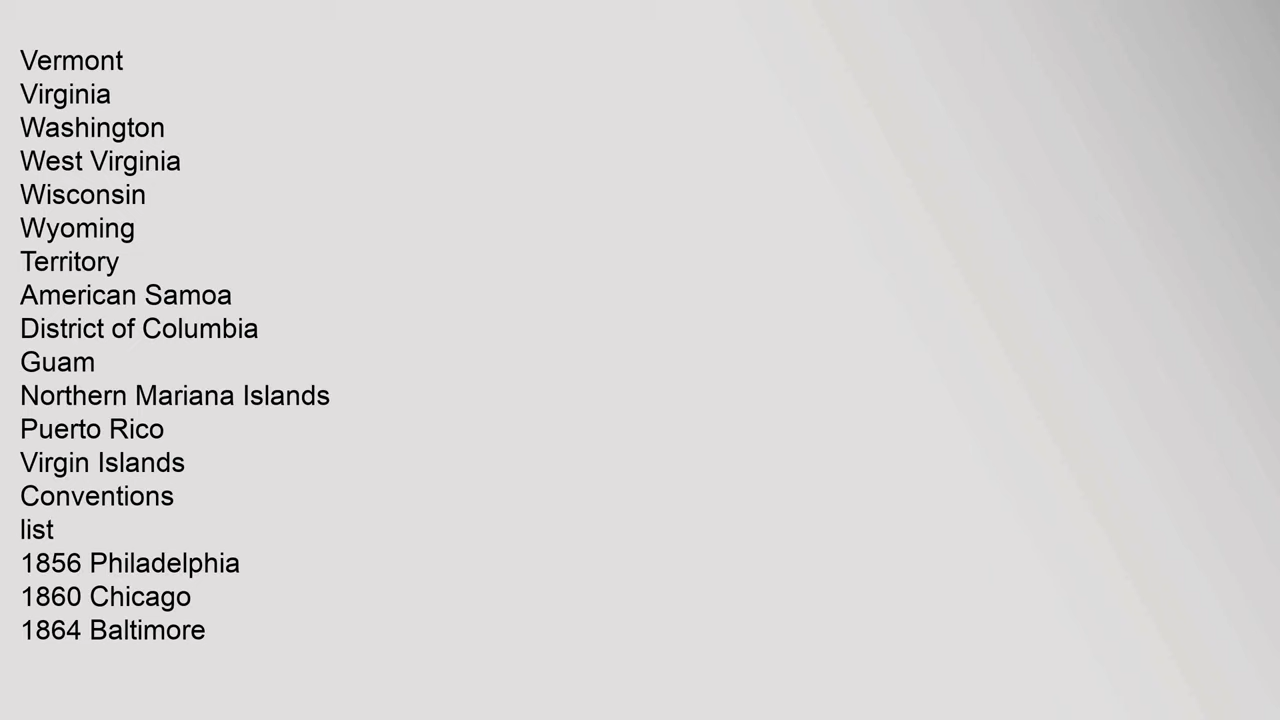 Vermont
Virginia
Washington
West Virginia
Wisconsin
Wyoming
Territory
American Samoa
District of Columbia
Guam
Northern Mariana Islands
Puerto Rico
Virgin Islands
Conventions
list
1856 Philadelphia
1860 Chicago
1864 Baltimore